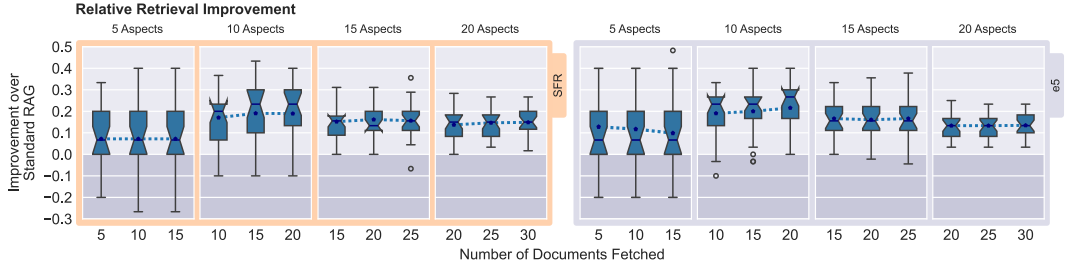 Relative Retrieval Improvement
5 Aspects 10 Aspects 15 Aspects 20 Aspects 5 Aspects 10 Aspects 15 Aspects 20 Aspects
0.5
0.4
0.3
0.2
0.1
0.0
−0.1
−0.2
−0.3
Improvement over
Standard RAG
SFR
e5
5 10 15 10 15 20 15 20 25 20 25 30 5 10 15 10 15 20 15 20 25 20 25 30
Number of Documents Fetched